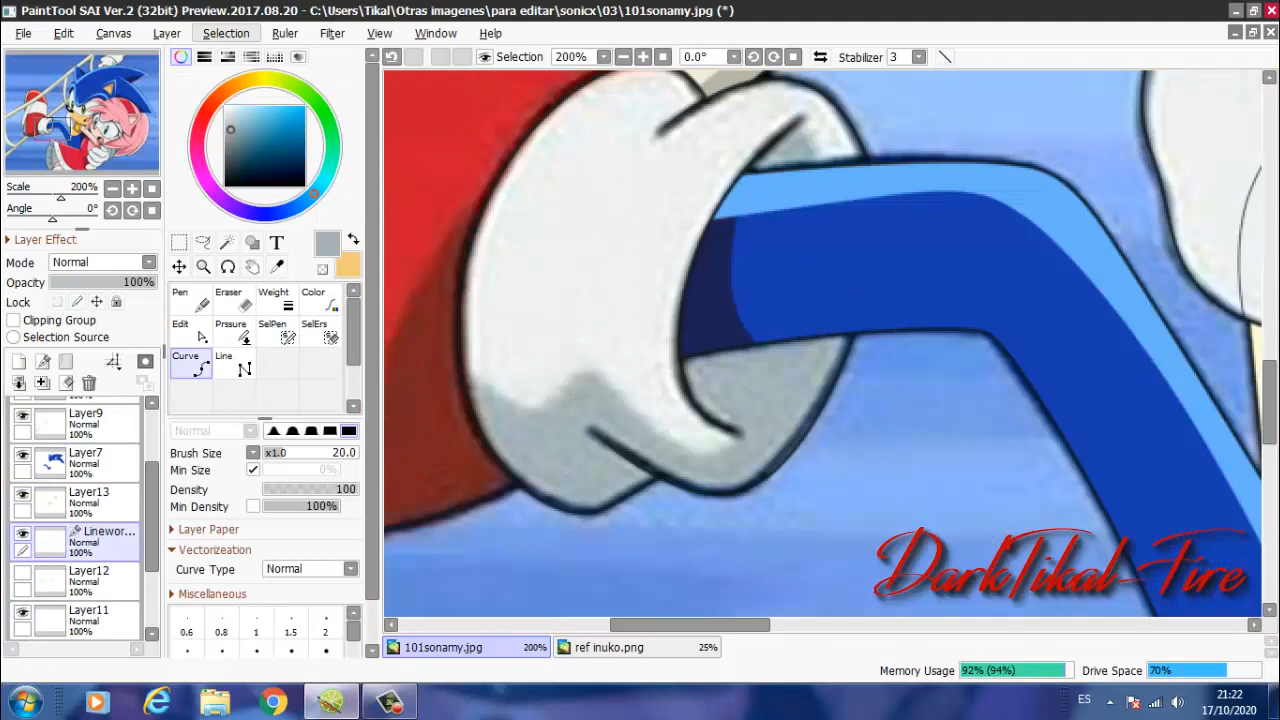 PaintTool SAI Ver.2 (32bit) Preview.2017.08.20 - C:\Users\Tikal\Otras imagenes\para editar\sonicx\03\101sonamy.jpg (*)
File Edit Canvas Layer Selection Ruler Filter View Window Help
Selection 200% 0.0° Stabilizer 3
Scale 200%
Angle 0°
Layer Effect
Mode Normal
Opacity 100%
Lock
Clipping Group
Selection Source
100%
Layer9
Normal
100%
Layer7
Normal
100%
Layer13
Normal
100%
Linewor...
Normal
100%
Layer12
Normal
100%
Layer11
Normal
100%
T
Pen Eraser Weight Color
Edit Prssure SelPen SelErs
Curve Line
Normal
Brush Size x1.0 20.0
Min Size 0%
Density 100
Min Density 100%
Layer Paper
Vectorization
Curve Type Normal
Miscellaneous
0.6 0.8 1 1.5 2
DarkTikal-Fire
101sonamy.jpg 200% ref inuko.png 25%
Memory Usage 92% (94%) Drive Space 70%
ES 21:22
17/10/2020